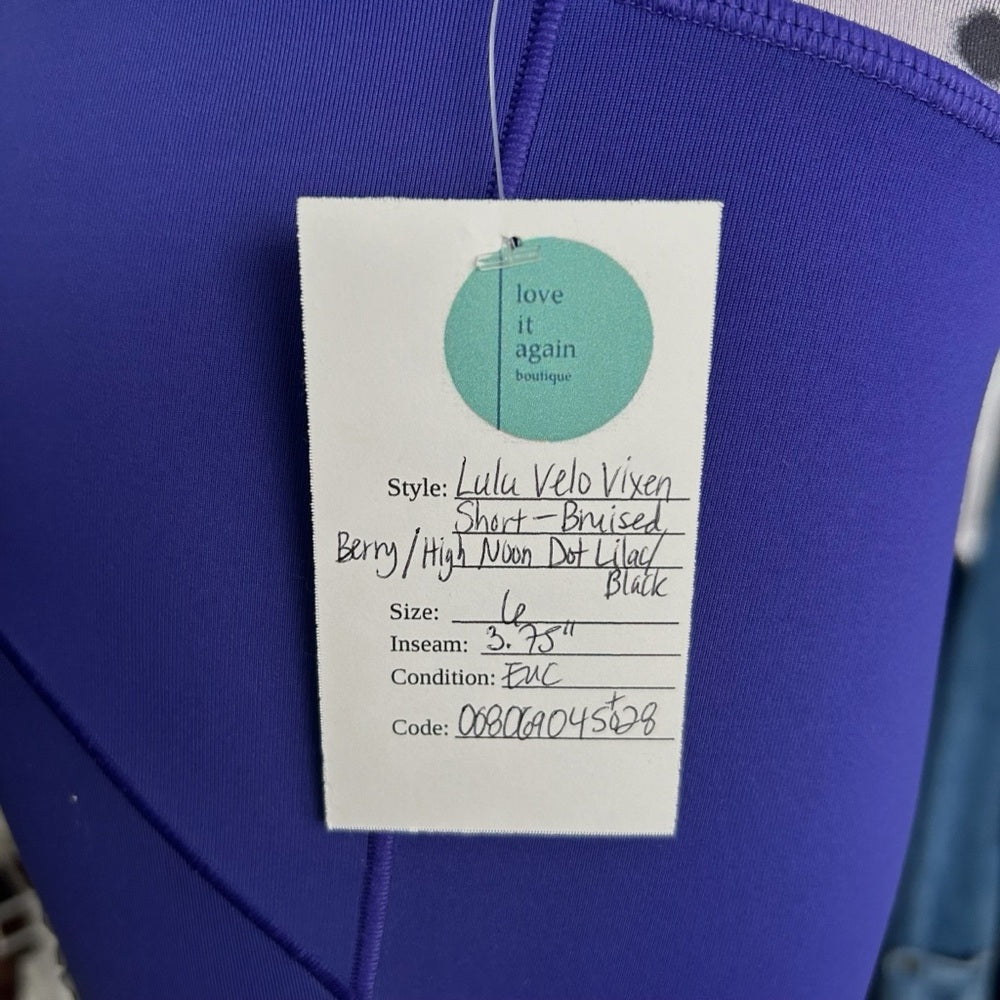 love
it
again
boutique
Style: Lulu Velo Vixen
Short - Bruised
Berry/High Noon Dot Lilac/
Black
Size: 6
Inseam: 3.75"
Condition: EUC
Code: